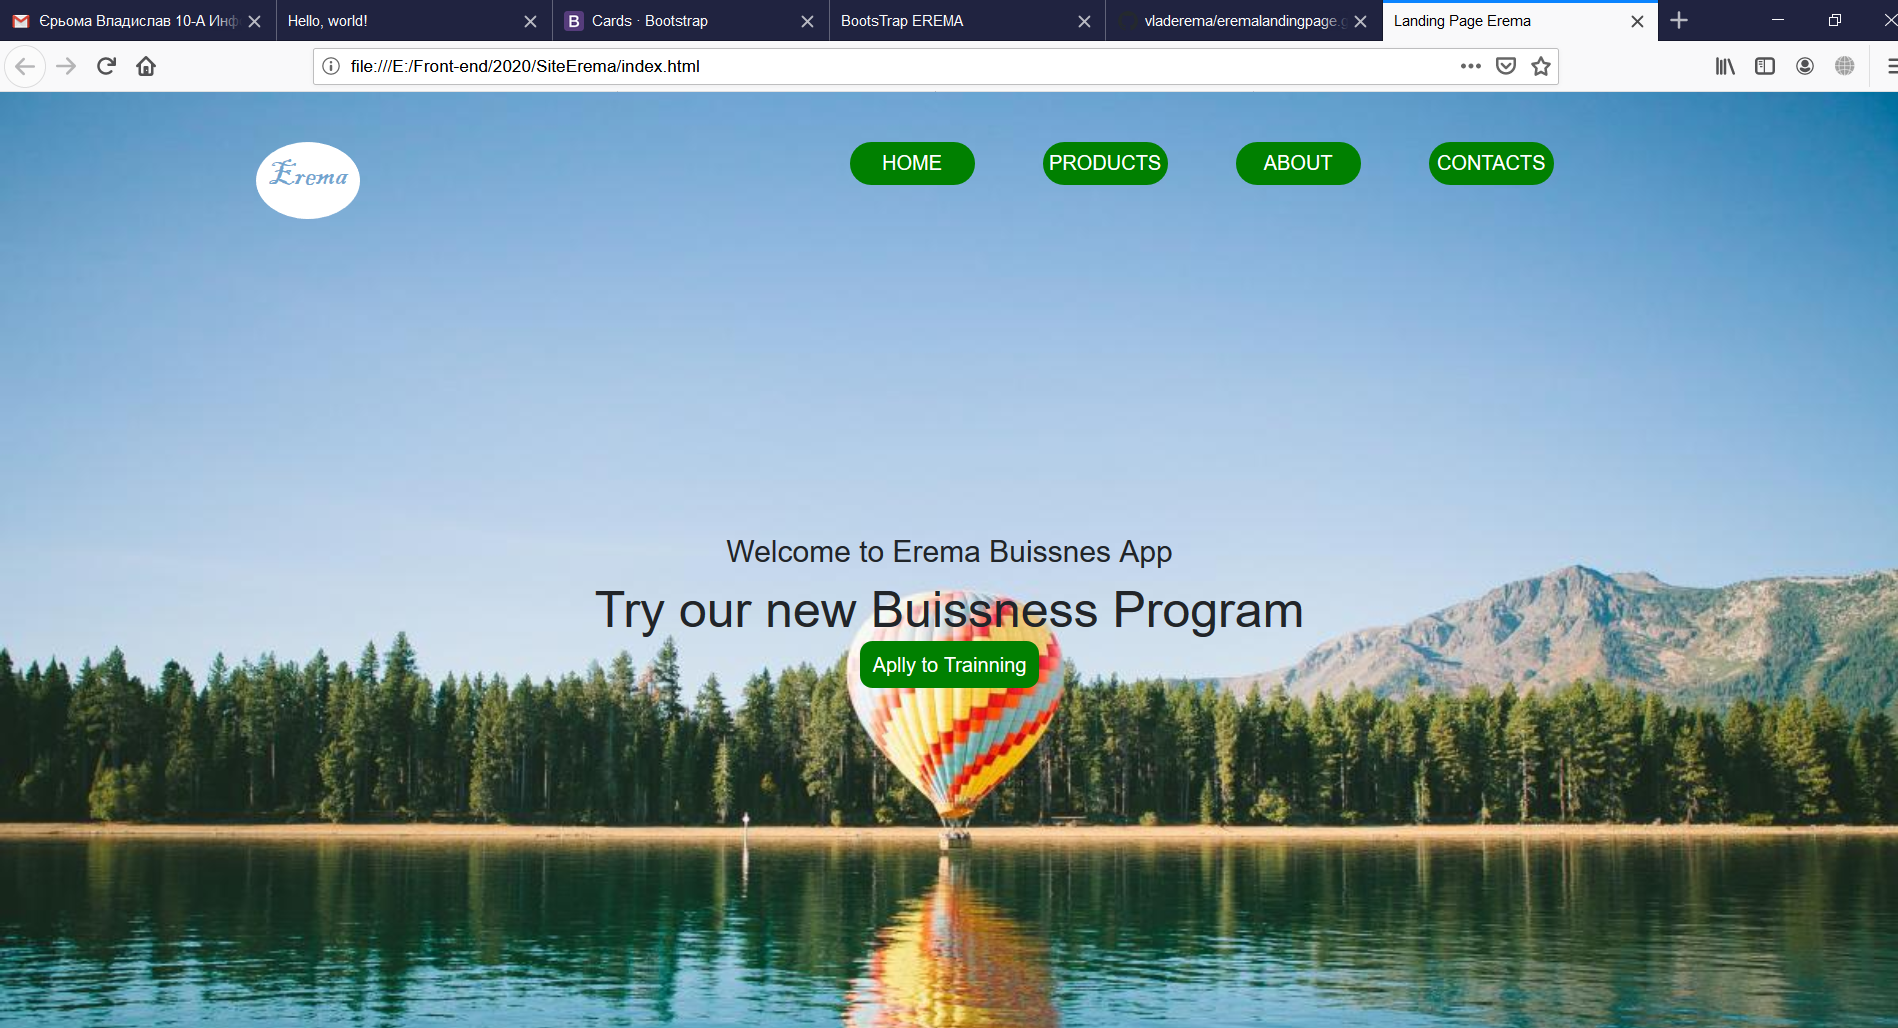 Єрьома Владислав 10-А Инф
Hello, world!
Cards · Bootstrap
BootsTrap EREMA
vladerema/eremalandingpage.g
Landing Page Erema
file:///E:/Front-end/2020/SiteErema/index.html
Erema
HOME
PRODUCTS
ABOUT
CONTACTS
Welcome to Erema Buissnes App
Try our new Buissness Program
Aplly to Trainning